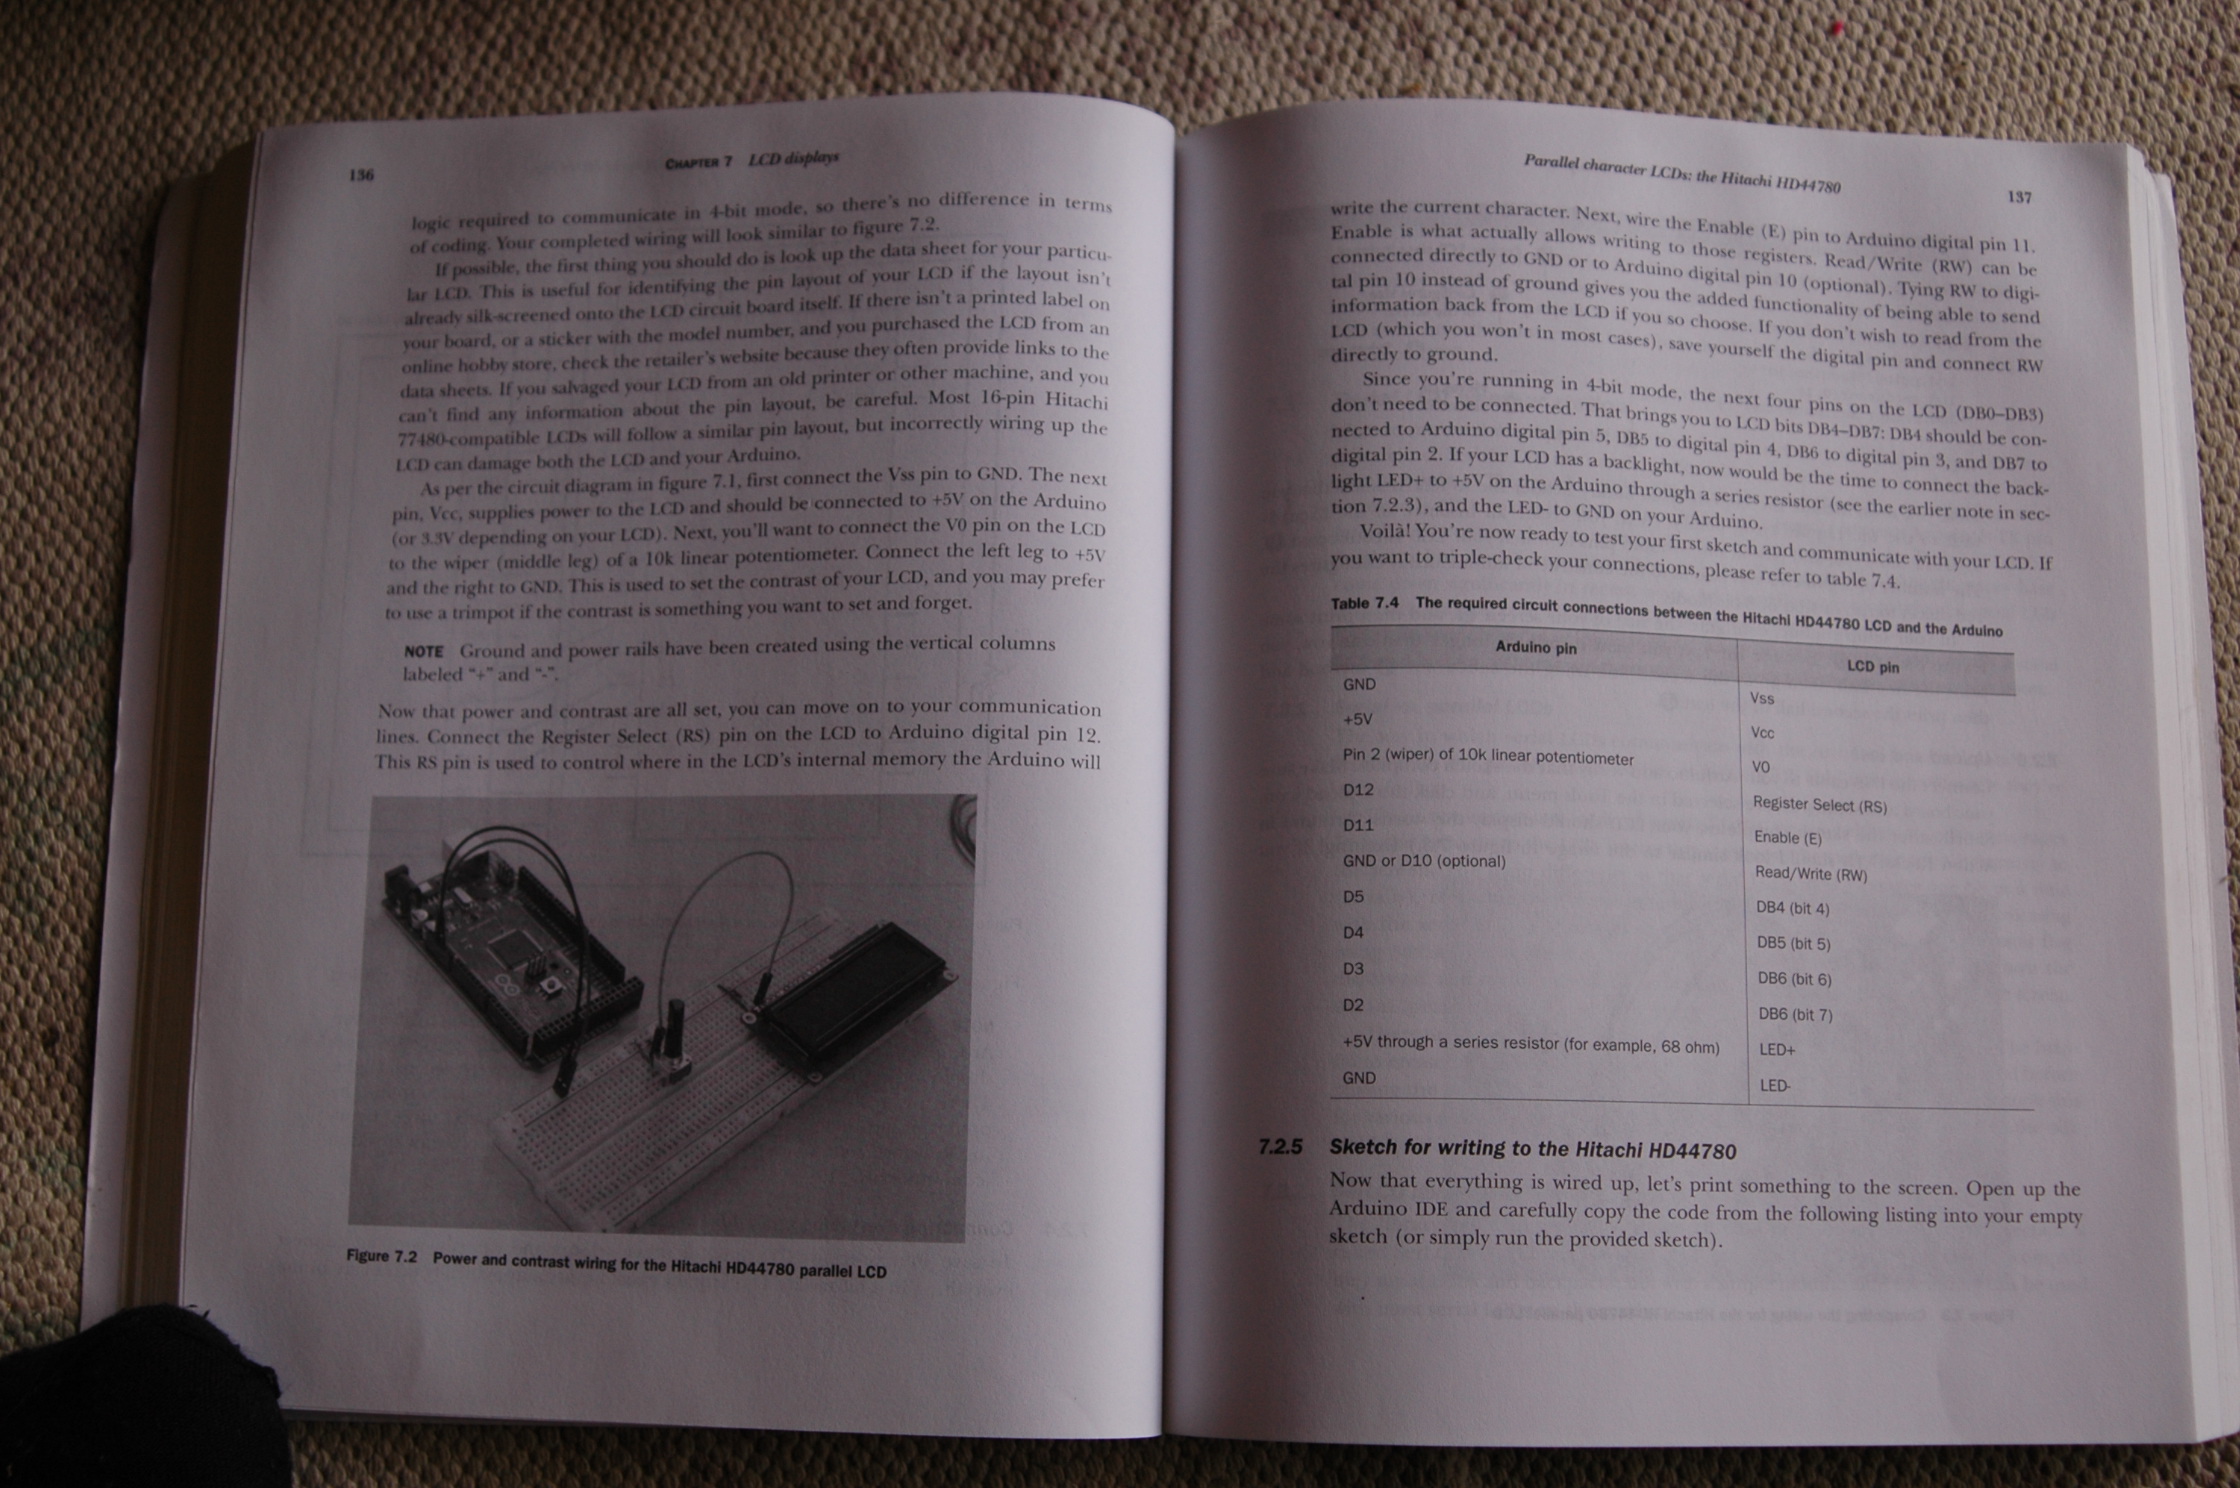 136
CHAPTER 7 LCD displays
logic required to communicate in 4-bit mode, so there's no difference in terms
of coding. Your completed wiring will look similar to figure 7.2.
If possible, the first thing you should do is look up the data sheet for your particu-
lar LCD. This is useful for identifying the pin layout of your LCD if the layout isn't
already silk-screened onto the LCD circuit board itself. If there isn't a printed label on
your board, or a sticker with the model number, and you purchased the LCD from an
online hobby store, check the retailer's website because they often provide links to the
data sheets. If you salvaged your LCD from an old printer or other machine, and you
can't find any information about the pin layout, be careful. Most 16-pin Hitachi
77480-compatible LCDs will follow a similar pin layout, but incorrectly wiring up the
LCD can damage both the LCD and your Arduino.
As per the circuit diagram in figure 7.1, first connect the Vss pin to GND. The next
pin, Vcc, supplies power to the LCD and should be connected to +5V on the Arduino
(or 3.3V depending on your LCD). Next, you'll want to connect the V0 pin on the LCD
to the wiper (middle leg) of a 10k linear potentiometer. Connect the left leg to +5V
and the right to GND. This is used to set the contrast of your LCD, and you may prefer
to use a trimpot if the contrast is something you want to set and forget.
NOTE Ground and power rails have been created using the vertical columns
labeled "+" and "-".
Now that power and contrast are all set, you can move on to your communication
lines. Connect the Register Select (RS) pin on the LCD to Arduino digital pin 12.
This RS pin is used to control where in the LCD's internal memory the Arduino will
Figure 7.2 Power and contrast wiring for the Hitachi HD44780 parallel LCD
Parallel character LCDs: the Hitachi HD44780
137
write the current character. Next, wire the Enable (E) pin to Arduino digital pin 11.
Enable is what actually allows writing to those registers. Read/Write (RW) can be
connected directly to GND or to Arduino digital pin 10 (optional). Tying RW to digi-
tal pin 10 instead of ground gives you the added functionality of being able to send
information back from the LCD if you so choose. If you don't wish to read from the
LCD (which you won't in most cases), save yourself the digital pin and connect RW
directly to ground.
Since you're running in 4-bit mode, the next four pins on the LCD (DB0–DB3)
don't need to be connected. That brings you to LCD bits DB4–DB7: DB4 should be con-
nected to Arduino digital pin 5, DB5 to digital pin 4, DB6 to digital pin 3, and DB7 to
digital pin 2. If your LCD has a backlight, now would be the time to connect the back-
light LED+ to +5V on the Arduino through a series resistor (see the earlier note in sec-
tion 7.2.3), and the LED- to GND on your Arduino.
Voilà! You're now ready to test your first sketch and communicate with your LCD. If
you want to triple-check your connections, please refer to table 7.4.
Table 7.4 The required circuit connections between the Hitachi HD44780 LCD and the Arduino
Arduino pin LCD pin
GND Vss
+5V Vcc
Pin 2 (wiper) of 10k linear potentiometer V0
D12 Register Select (RS)
D11 Enable (E)
GND or D10 (optional) Read/Write (RW)
D5 DB4 (bit 4)
D4 DB5 (bit 5)
D3 DB6 (bit 6)
D2 DB6 (bit 7)
+5V through a series resistor (for example, 68 ohm) LED+
GND LED-
7.2.5 Sketch for writing to the Hitachi HD44780
Now that everything is wired up, let's print something to the screen. Open up the
Arduino IDE and carefully copy the code from the following listing into your empty
sketch (or simply run the provided sketch).